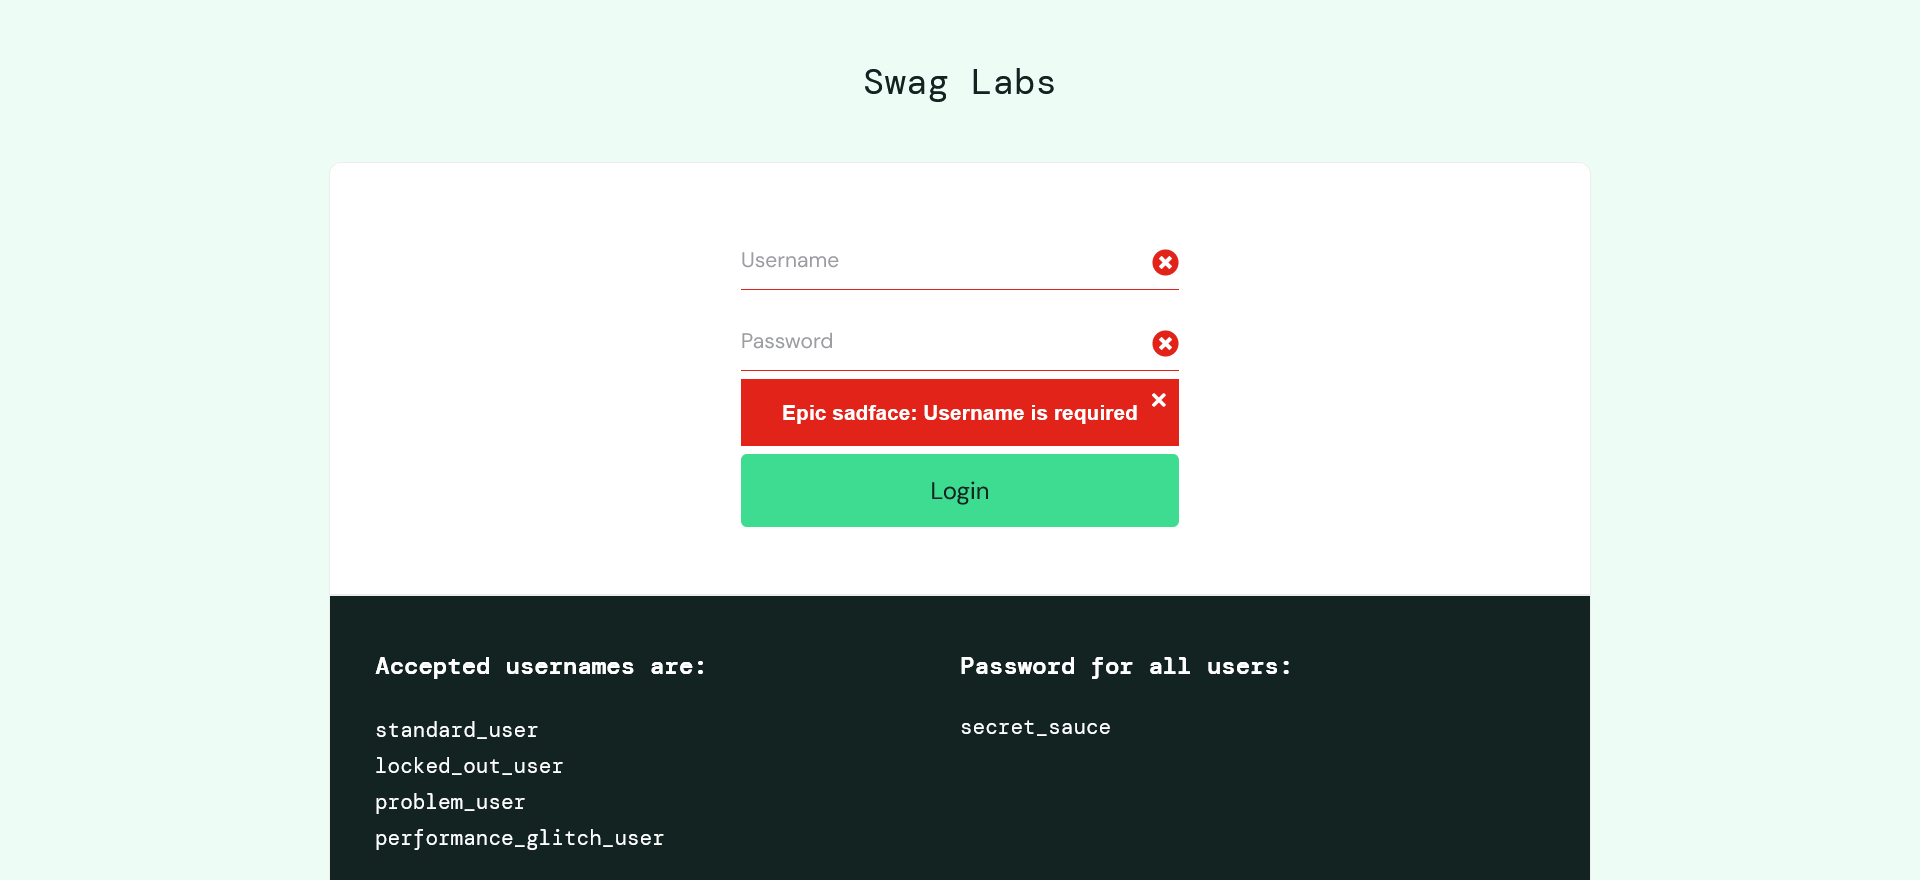 Swag Labs
Username
Password
Epic sadface: Username is required
Login
Accepted usernames are:
standard_user
locked_out_user
problem_user
performance_glitch_user
Password for all users:
secret_sauce